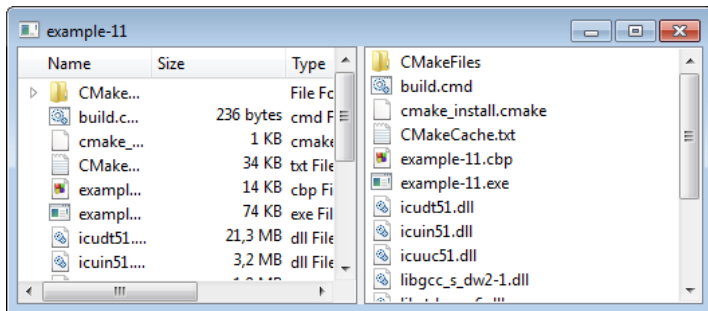 example-11
Name Size Type
CMake... File Fc
build.c... 236 bytes cmd F
cmake_... 1 KB cmake
CMake... 34 KB txt File
exampl... 14 KB cbp Fi
exampl... 74 KB exe Fil
icudt51.... 21,3 MB dll File
icuin51.... 3,2 MB dll File
CMakeFiles
build.cmd
cmake_install.cmake
CMakeCache.txt
example-11.cbp
example-11.exe
icudt51.dll
icuin51.dll
icuuc51.dll
libgcc_s_dw2-1.dll